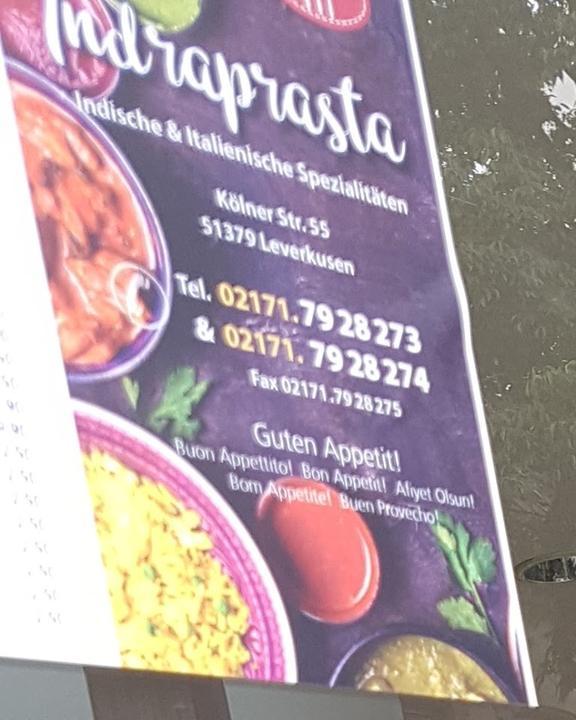 Indraprasta
Indische & Italienische Spezialitäten
Kölner Str. 55
51379 Leverkusen
Tel. 02171.7928273
& 02171.7928274
Fax 02171.7928275
Guten Appetit!
Buon Appettito! Bon Appetit! Afiyet Olsun!
Bom Appetite! Buen Provecho!